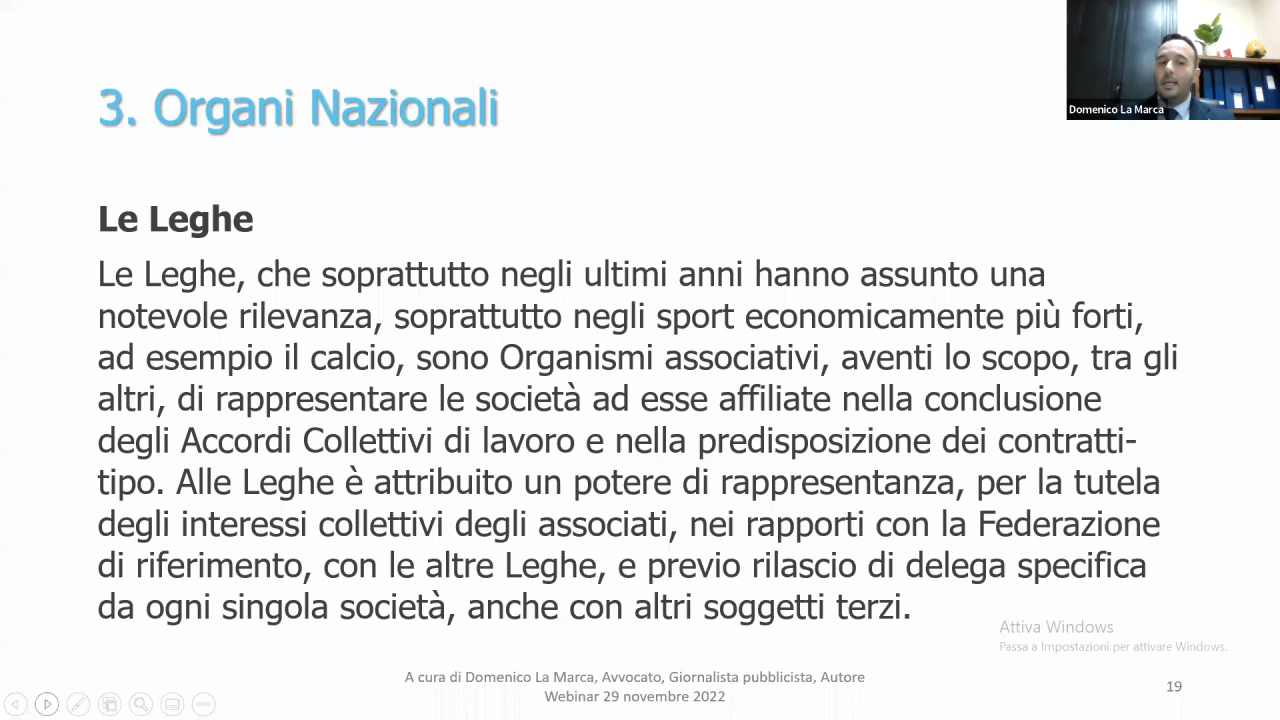 3. Organi Nazionali
Domenico La Marca
Le Leghe
Le Leghe, che soprattutto negli ultimi anni hanno assunto una
notevole rilevanza, soprattutto negli sport economicamente più forti,
ad esempio il calcio, sono Organismi associativi, aventi lo scopo, tra gli
altri, di rappresentare le società ad esse affiliate nella conclusione
degli Accordi Collettivi di lavoro e nella predisposizione dei contratti-
tipo. Alle Leghe è attribuito un potere di rappresentanza, per la tutela
degli interessi collettivi degli associati, nei rapporti con la Federazione
di riferimento, con le altre Leghe, e previo rilascio di delega specifica
da ogni singola società, anche con altri soggetti terzi.
Attiva Windows
Passa a Impostazioni per attivare Windows.
A cura di Domenico La Marca, Avvocato, Giornalista pubblicista, Autore
Webinar 29 novembre 2022
19